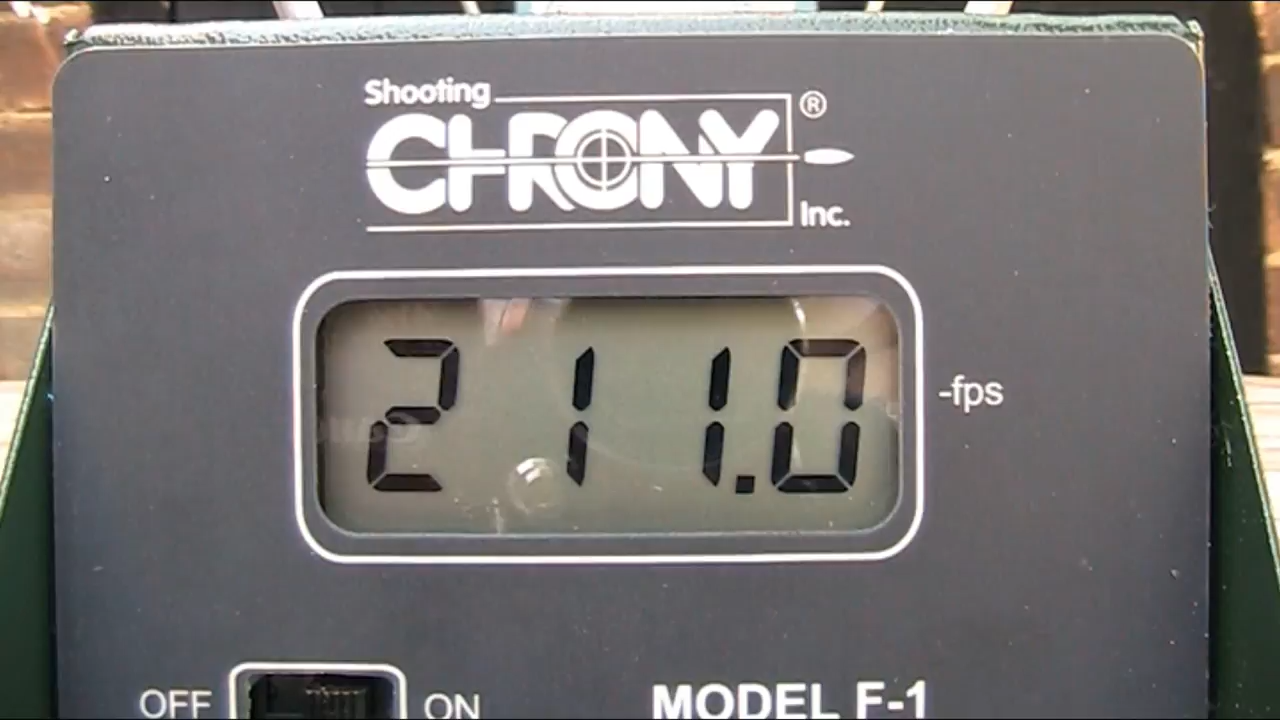 Shooting
CHRONY ®
Inc.
211.0 -fps
OFF ON MODEL F-1